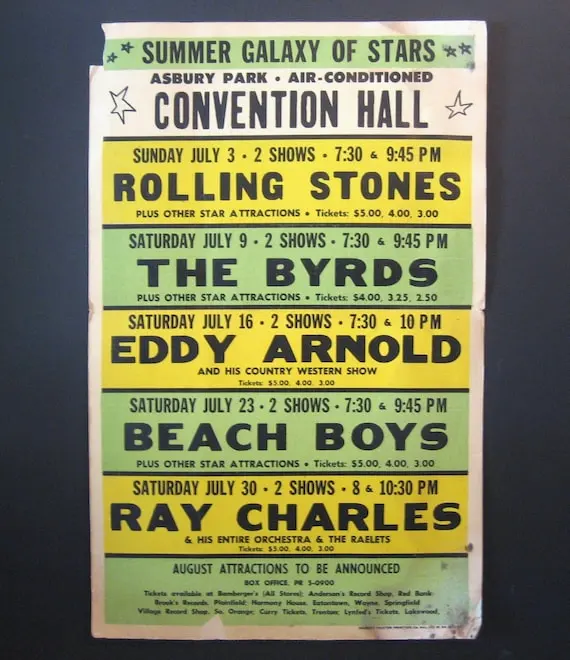 SUMMER GALAXY OF STARS
ASBURY PARK • AIR-CONDITIONED
CONVENTION HALL
SUNDAY JULY 3 • 2 SHOWS • 7:30 & 9:45 PM
ROLLING STONES
PLUS OTHER STAR ATTRACTIONS • Tickets: $5.00, 4.00, 3.00
SATURDAY JULY 9 • 2 SHOWS • 7:30 & 9:45 PM
THE BYRDS
PLUS OTHER STAR ATTRACTIONS • Tickets: $4.00, 3.25, 2.50
SATURDAY JULY 16 • 2 SHOWS • 7:30 & 10 PM
EDDY ARNOLD
AND HIS COUNTRY WESTERN SHOW
Tickets: $5.00, 4.00, 3.00
SATURDAY JULY 23 • 2 SHOWS • 7:30 & 9:45 PM
BEACH BOYS
PLUS OTHER STAR ATTRACTIONS • Tickets: $5.00, 4.00, 3.00
SATURDAY JULY 30 • 2 SHOWS • 8 & 10:30 PM
RAY CHARLES
& HIS ENTIRE ORCHESTRA & THE RAELETS
Tickets: $5.00, 4.00, 3.00
AUGUST ATTRACTIONS TO BE ANNOUNCED
BOX OFFICE, PR 5-0900
Tickets available at Bamberger's (All Stores); Anderson's Record Shop, Red Bank;
Brook's Records, Plainfield; Harmony House, Eatontown, Wayne, Springfield
Village Record Shop, So. Orange; Curry Tickets, Trenton; Tickets, Lakewood,